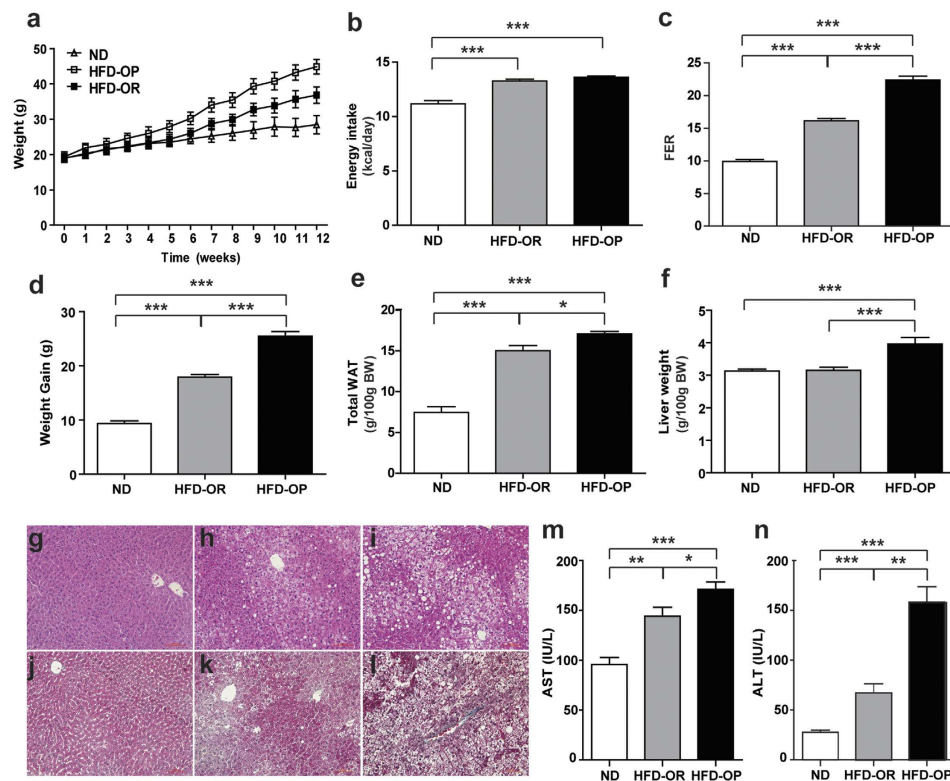 a
50
40
30
20
10
0
Weight (g)
ND
HFD-OP
HFD-OR
0 1 2 3 4 5 6 7 8 9 10 11 12
Time (weeks)
b
***
***
15
10
5
0
Energy intake
(kcal/day)
ND HFD-OR HFD-OP
c
***
*** ***
25
20
15
10
5
0
FER
ND HFD-OR HFD-OP
d
***
*** ***
30
20
10
0
Weight Gain (g)
ND HFD-OR HFD-OP
e
***
*** *
20
15
10
5
0
Total WAT
(g/100g BW)
ND HFD-OR HFD-OP
f
***
***
5
4
3
2
1
0
Liver weight
(g/100g BW)
ND HFD-OR HFD-OP
g h i
j k l
m
***
** *
200
150
100
50
0
AST (IU/L)
ND HFD-OR HFD-OP
n
***
*** **
200
150
100
50
0
ALT (IU/L)
ND HFD-OR HFD-OP